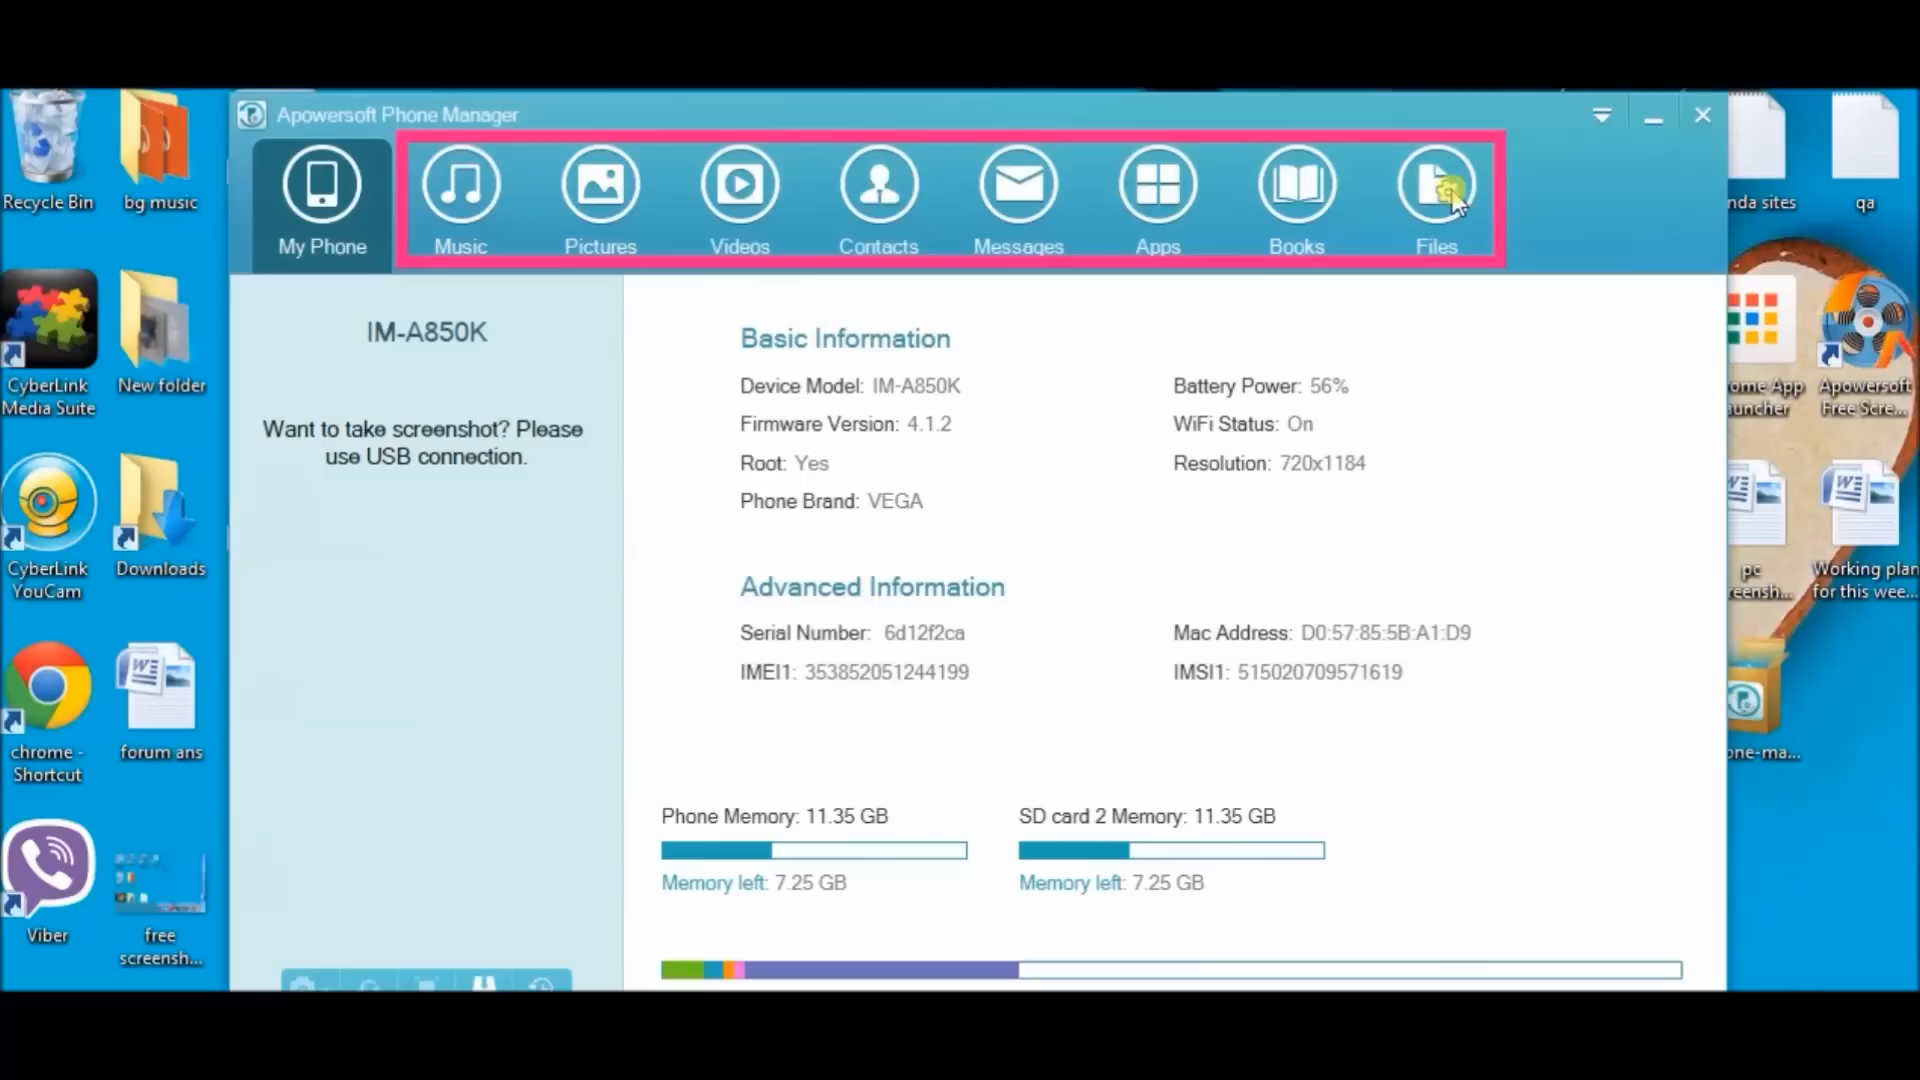 Apowersoft Phone Manager
My Phone
Music
Pictures
Videos
Contacts
Messages
Apps
Books
Files
IM-A850K
Want to take screenshot? Please
use USB connection.
Basic Information
Device Model: IM-A850K
Battery Power: 56%
Firmware Version: 4.1.2
WiFi Status: On
Root: Yes
Resolution: 720x1184
Phone Brand: VEGA
Advanced Information
Serial Number: 6d12f2ca
Mac Address: D0:57:85:5B:A1:D9
IMEI1: 353852051244199
IMSI1: 515020709571619
Phone Memory: 11.35 GB
SD card 2 Memory: 11.35 GB
Memory left: 7.25 GB
Memory left: 7.25 GB
Recycle Bin
bg music
CyberLink
Media Suite
New folder
CyberLink
YouCam
Downloads
chrome -
Shortcut
forum ans
Viber
free
screensh...
nda sites
qa
ome App
auncher
Apowersoft
Free Scre...
pc
reensh...
Working plan
for this wee...
one-ma...